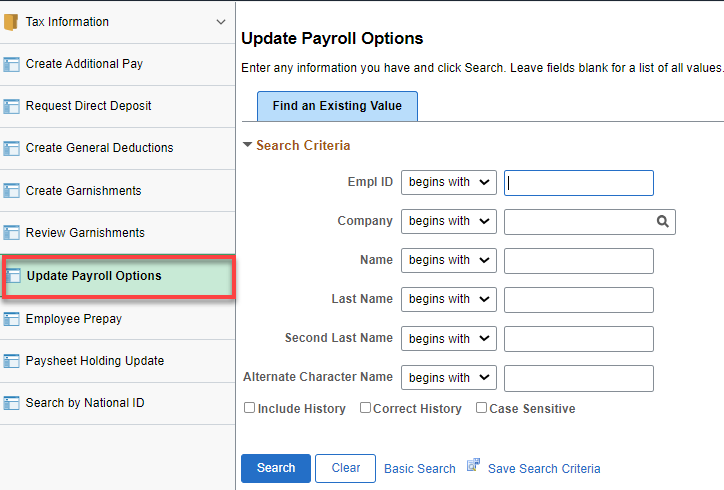 Tax Information
Create Additional Pay
Request Direct Deposit
Create General Deductions
Create Garnishments
Review Garnishments
Update Payroll Options
Employee Prepay
Paysheet Holding Update
Search by National ID
Update Payroll Options
Enter any information you have and click Search. Leave fields blank for a list of all values.
Find an Existing Value
Search Criteria
Empl ID begins with
Company begins with
Name begins with
Last Name begins with
Second Last Name begins with
Alternate Character Name begins with
Include History Correct History Case Sensitive
Search Clear Basic Search Save Search Criteria